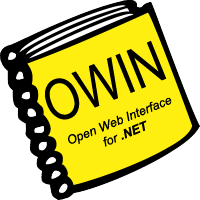 OWIN
Open Web Interface
for .NET